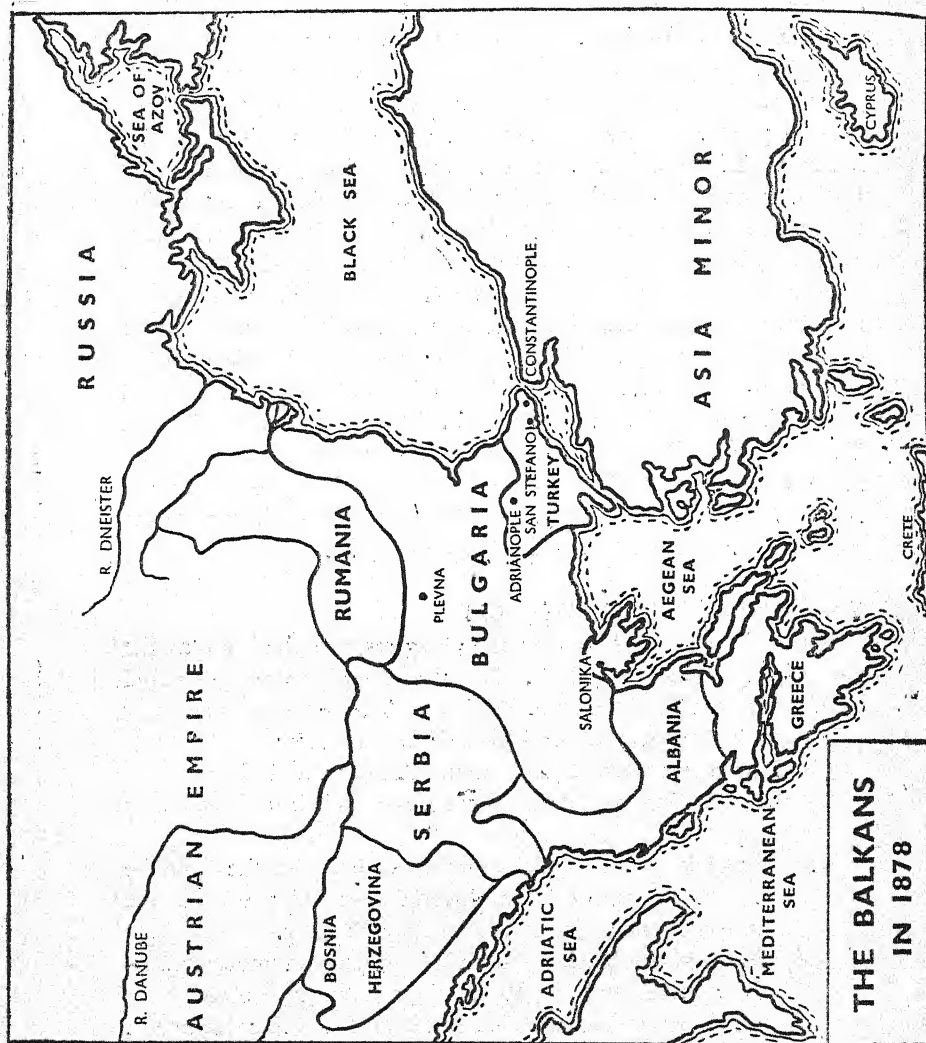 RUSSIA
SEA OF
AZOV
R. DNEISTER
BLACK SEA
AUSTRIAN EMPIRE
R. DANUBE
RUMANIA
PLEVNA
BULGARIA
SERBIA
BOSNIA
HERZEGOVINA
ADRIANOPLE
SAN STEFANO
CONSTANTINOPLE
TURKEY
ASIA MINOR
SALONIKA
AEGEAN
SEA
ALBANIA
GREECE
ADRIATIC
SEA
MEDITERRANEAN
SEA
CRETE
CYPRUS
THE BALKANS
IN 1878